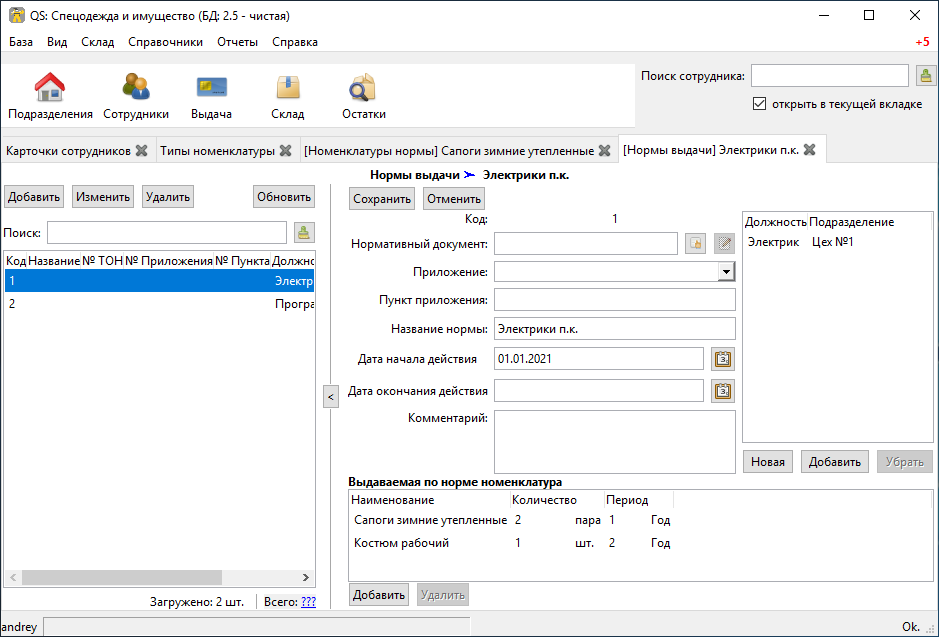 QS: Спецодежда и имущество (БД: 2.5 - чистая)
База Вид Склад Справочники Отчеты Справка +5
Поиск сотрудника:
открыть в текущей вкладке
Подразделения Сотрудники Выдача Склад Остатки
Карточки сотрудников Типы номенклатуры [Номенклатуры нормы] Сапоги зимние утепленные [Нормы выдачи] Электрики п.к.
Нормы выдачи Электрики п.к.
Добавить Изменить Удалить Обновить
Поиск:
Код Название № ТОН № Приложения № Пункта Должно
1 Электр
2 Програ
Загружено: 2 шт. Всего: ???
<
Сохранить Отменить
Код: 1
Нормативный документ:
Приложение:
Пункт приложения:
Название нормы: Электрики п.к.
Дата начала действия 01.01.2021
Дата окончания действия
Комментарий:
Должность Подразделение
Электрик Цех №1
Новая Добавить Убрать
Выдаваемая по норме номенклатура
Наименование Количество Период
Сапоги зимние утепленные 2 пара 1 Год
Костюм рабочий 1 шт. 2 Год
Добавить Удалить
andrey Ok.